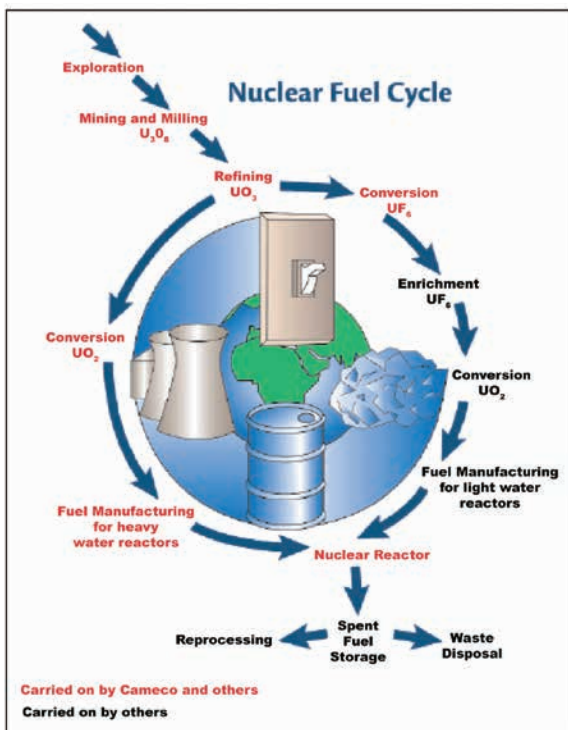 Exploration
Nuclear Fuel Cycle
Mining and Milling
U₃0₈
Refining
UO₃
Conversion
UF₆
Enrichment
UF₆
Conversion
UO₂
Conversion
UO₂
Fuel Manufacturing
for light water
reactors
Fuel Manufacturing
for heavy
water reactors
Nuclear Reactor
Reprocessing
Spent
Fuel
Storage
Waste
Disposal
Carried on by Cameco and others
Carried on by others